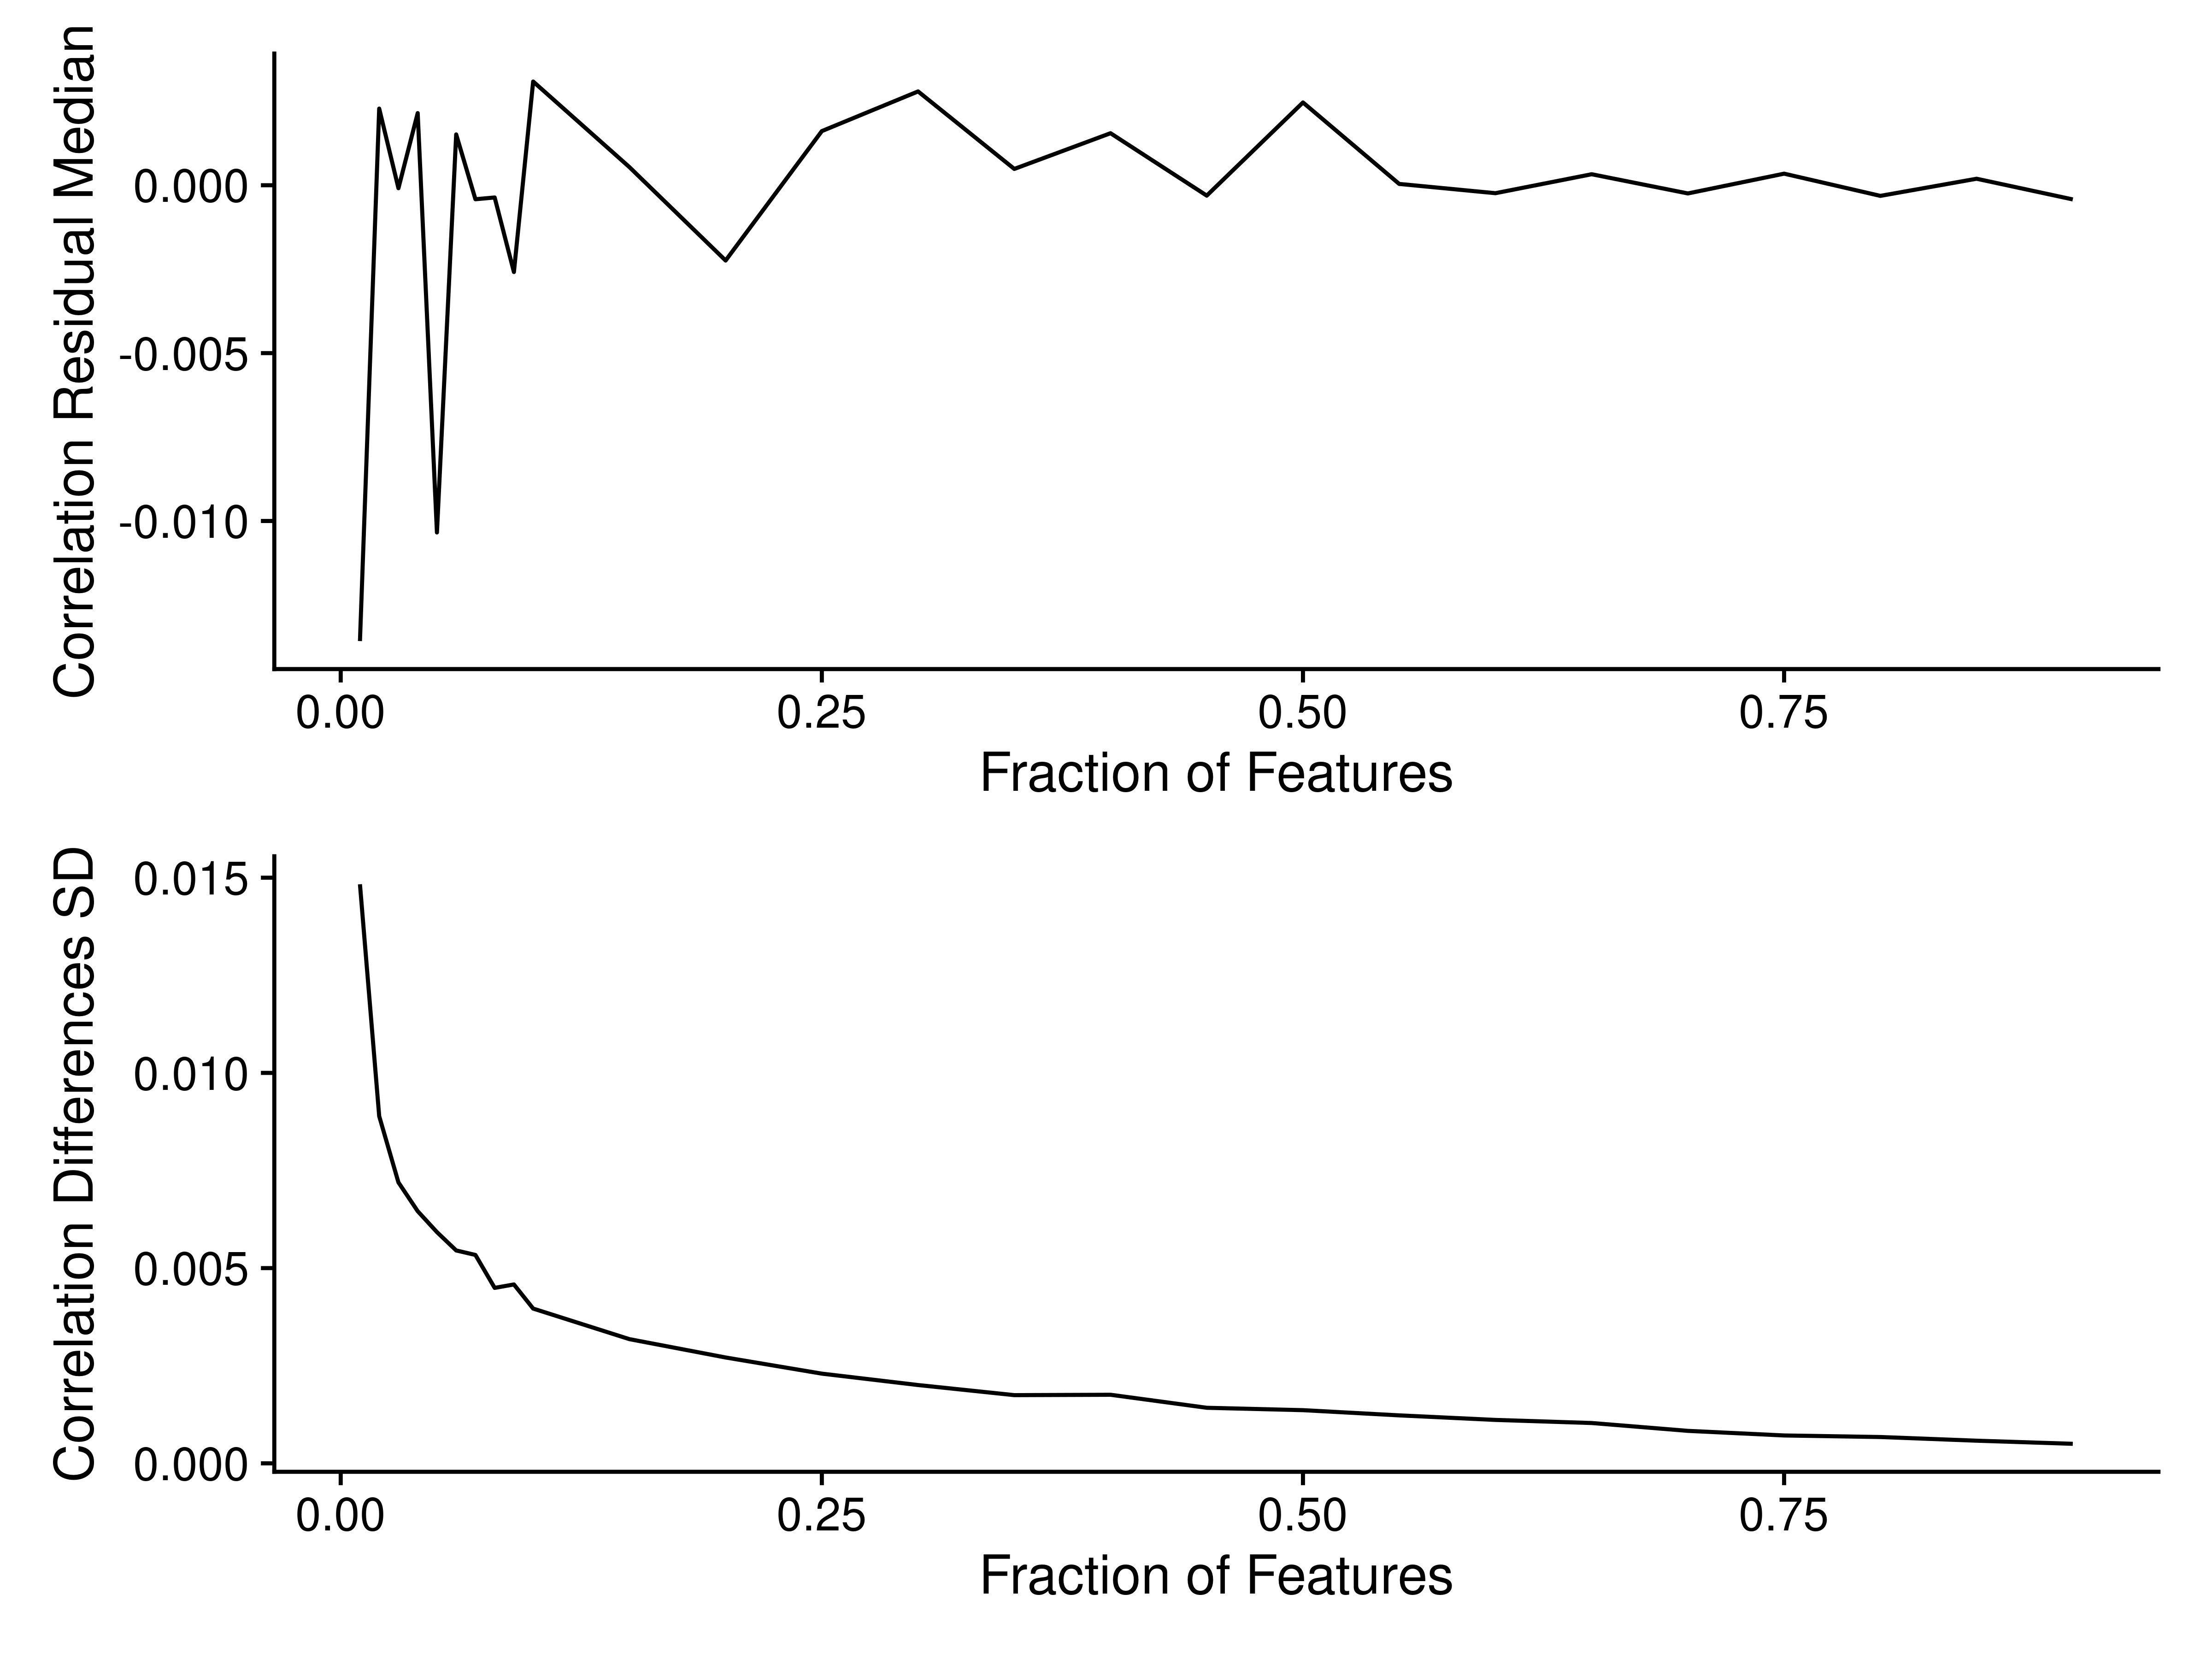 Correlation Residual Median
0.000
-0.005
-0.010
0.00 0.25 0.50 0.75
Fraction of Features
Correlation Differences SD
0.015
0.010
0.005
0.000
0.00 0.25 0.50 0.75
Fraction of Features